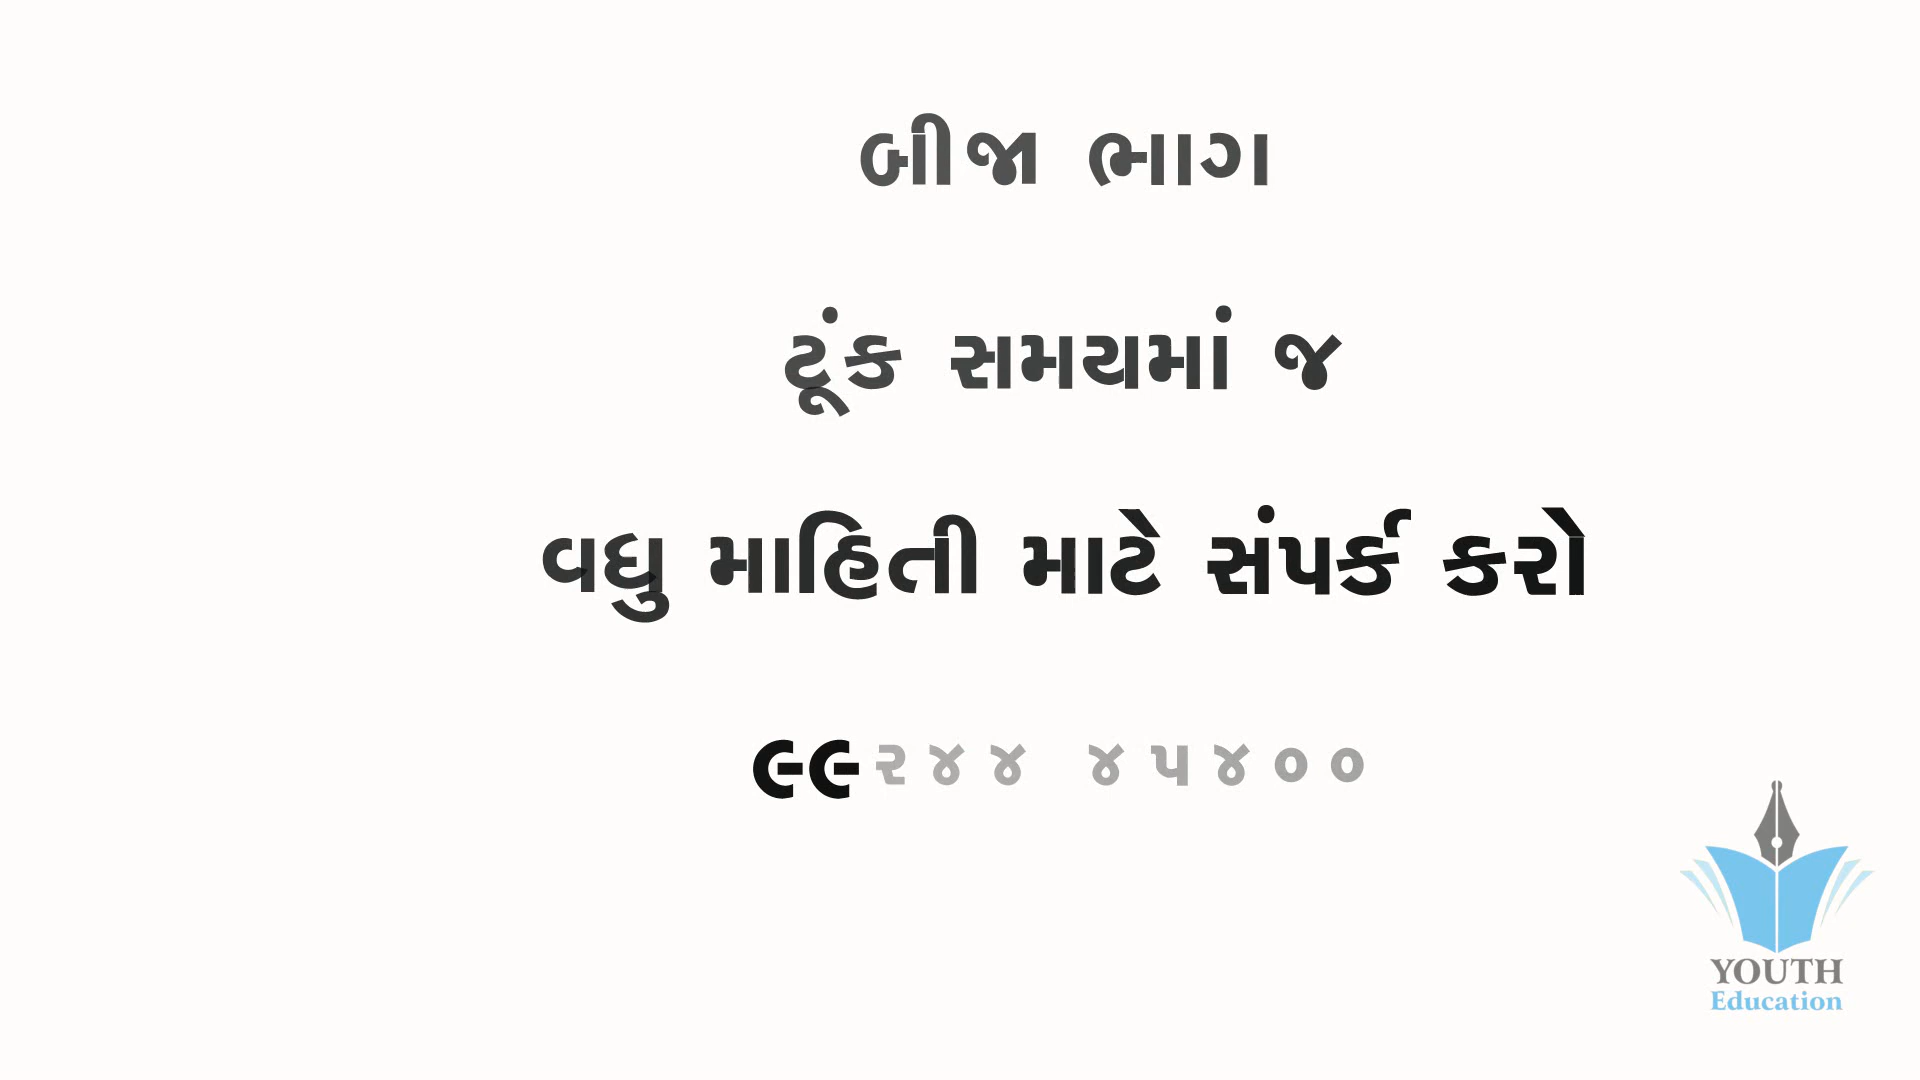 બીજા ભાગ
ટૂંક સમયમાં જ
વધુ માહિતી માટે સંપર્ક કરો
૯૯૨૪૪ ૪૫૪૦૦
YOUTH
Education